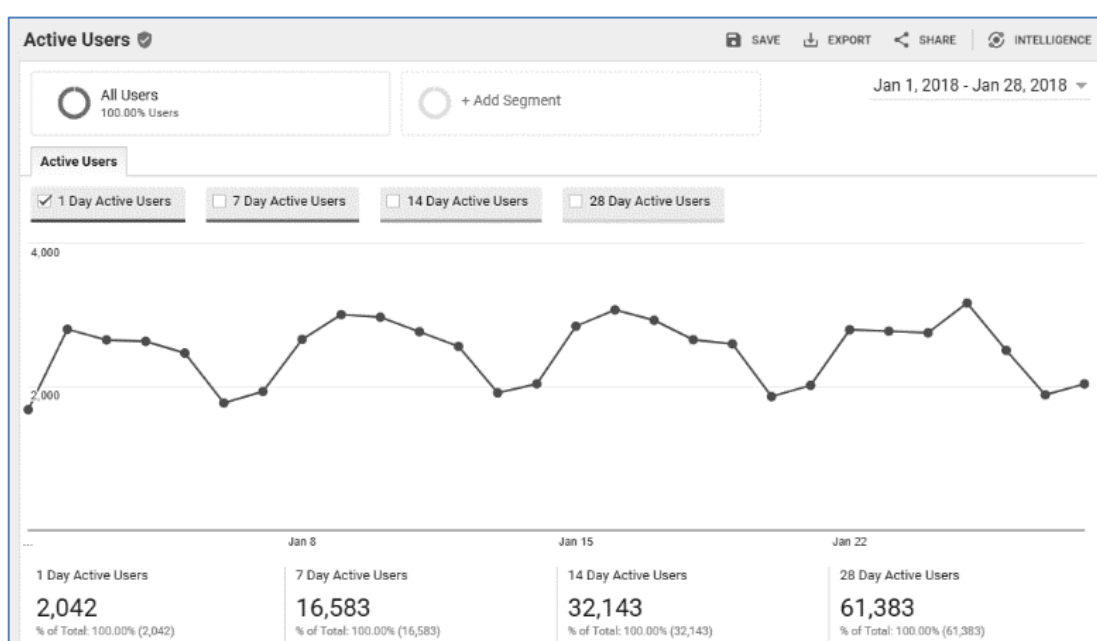 Active Users
SAVE EXPORT SHARE INTELLIGENCE
All Users
100.00% Users
+ Add Segment
Jan 1, 2018 - Jan 28, 2018
Active Users
1 Day Active Users 7 Day Active Users 14 Day Active Users 28 Day Active Users
4,000
2,000
... Jan 8 Jan 15 Jan 22
1 Day Active Users 7 Day Active Users 14 Day Active Users 28 Day Active Users
2,042 16,583 32,143 61,383
% of Total: 100.00% (2,042) % of Total: 100.00% (16,583) % of Total: 100.00% (32,143) % of Total: 100.00% (61,383)